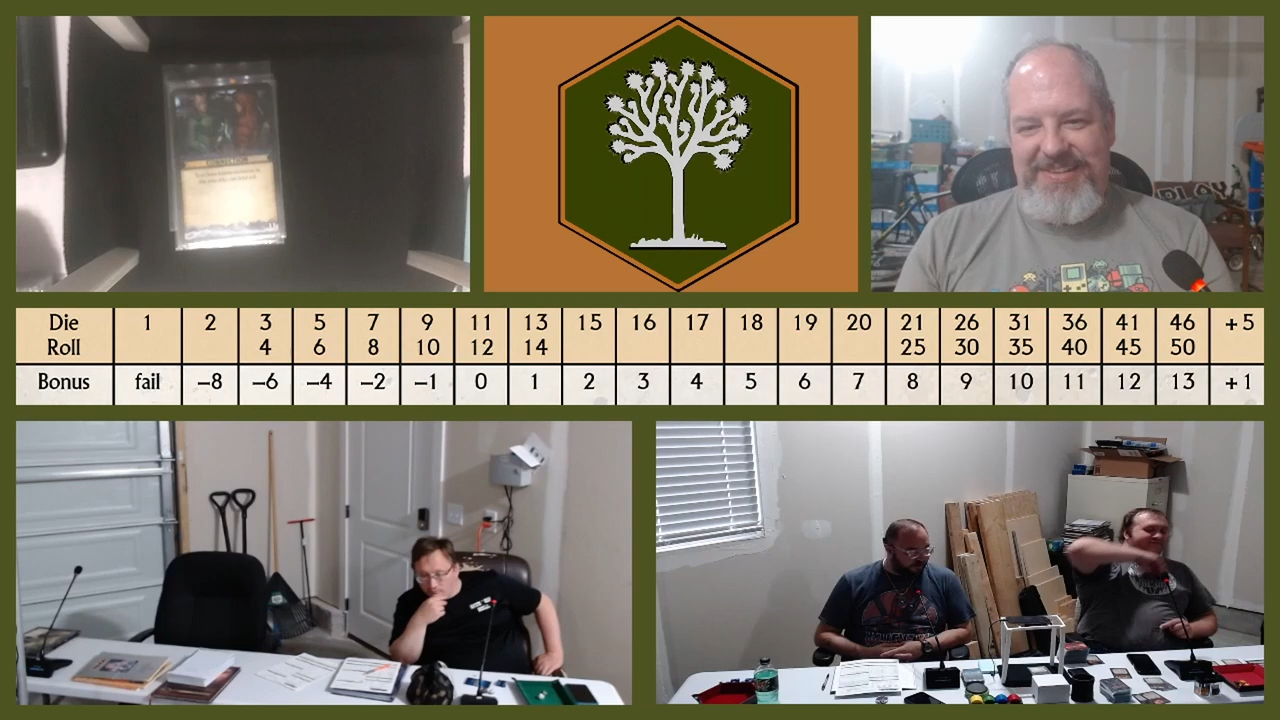 CONNECTION
PLAY
Die Roll 1 2 3 4 5 6 7 8 9 10 11 12 13 14 15 16 17 18 19 20 21 25 26 30 31 35 36 40 41 45 46 50 +5
Bonus fail –8 –6 –4 –2 –1 0 1 2 3 4 5 6 7 8 9 10 11 12 13 +1